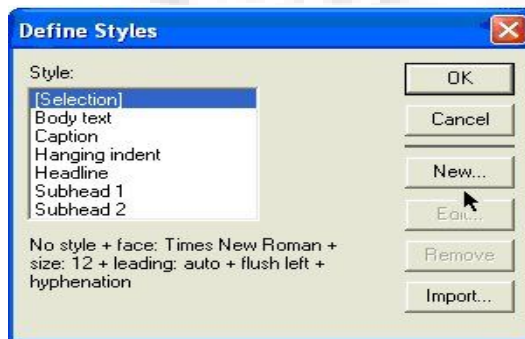 Define Styles
Style:
[Selection]
Body text
Caption
Hanging indent
Headline
Subhead 1
Subhead 2
No style + face: Times New Roman +
size: 12 + leading: auto + flush left +
hyphenation
OK
Cancel
New...
Edit...
Remove
Import...